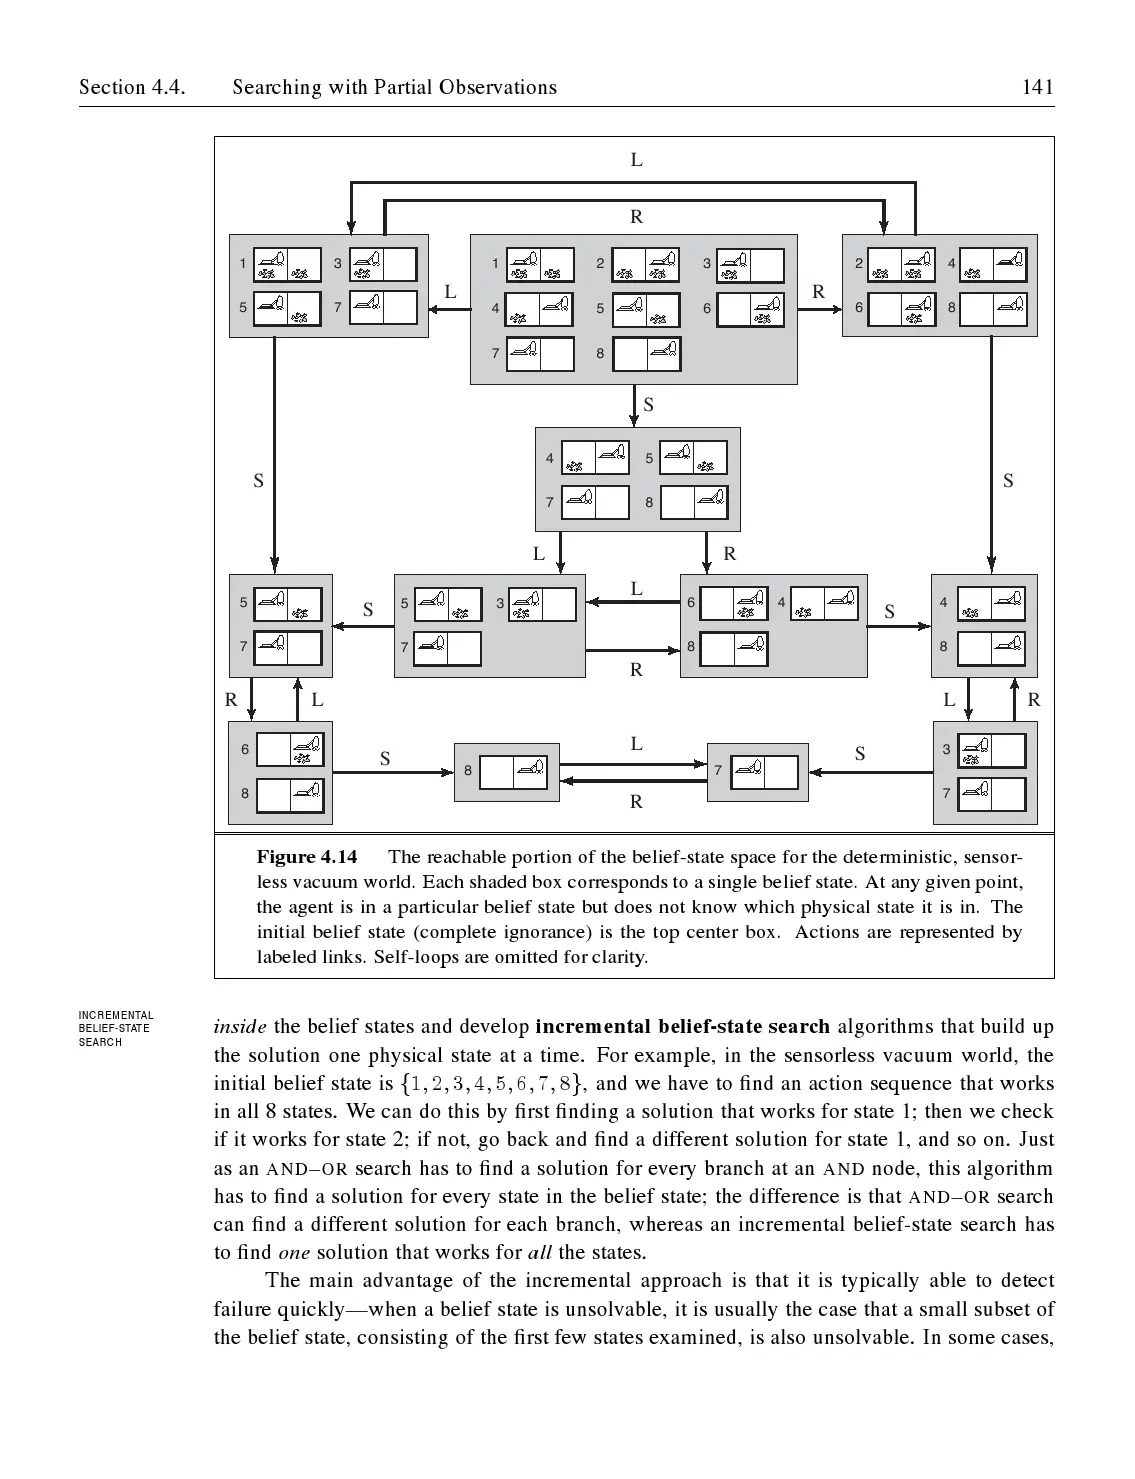 Section 4.4. Searching with Partial Observations 141
L
R
1 3 1 2 3 2 4
L R
5 7 4 5 6 6 8
7 8
S
4 5
S S
7 8
L R
L
5 5 3 6 4 4
S S
7 7 8 8
R
R L L R
6 L 3
S S
8 7
8 R 7
Figure 4.14 The reachable portion of the belief-state space for the deterministic, sensor-
less vacuum world. Each shaded box corresponds to a single belief state. At any given point,
the agent is in a particular belief state but does not know which physical state it is in. The
initial belief state (complete ignorance) is the top center box. Actions are represented by
labeled links. Self-loops are omitted for clarity.
INCREMENTAL
BELIEF-STATE
SEARCH
inside the belief states and develop incremental belief-state search algorithms that build up
the solution one physical state at a time. For example, in the sensorless vacuum world, the
initial belief state is {1, 2, 3, 4, 5, 6, 7, 8}, and we have to find an action sequence that works
in all 8 states. We can do this by first finding a solution that works for state 1; then we check
if it works for state 2; if not, go back and find a different solution for state 1, and so on. Just
as an AND–OR search has to find a solution for every branch at an AND node, this algorithm
has to find a solution for every state in the belief state; the difference is that AND–OR search
can find a different solution for each branch, whereas an incremental belief-state search has
to find one solution that works for all the states.
The main advantage of the incremental approach is that it is typically able to detect
failure quickly—when a belief state is unsolvable, it is usually the case that a small subset of
the belief state, consisting of the first few states examined, is also unsolvable. In some cases,